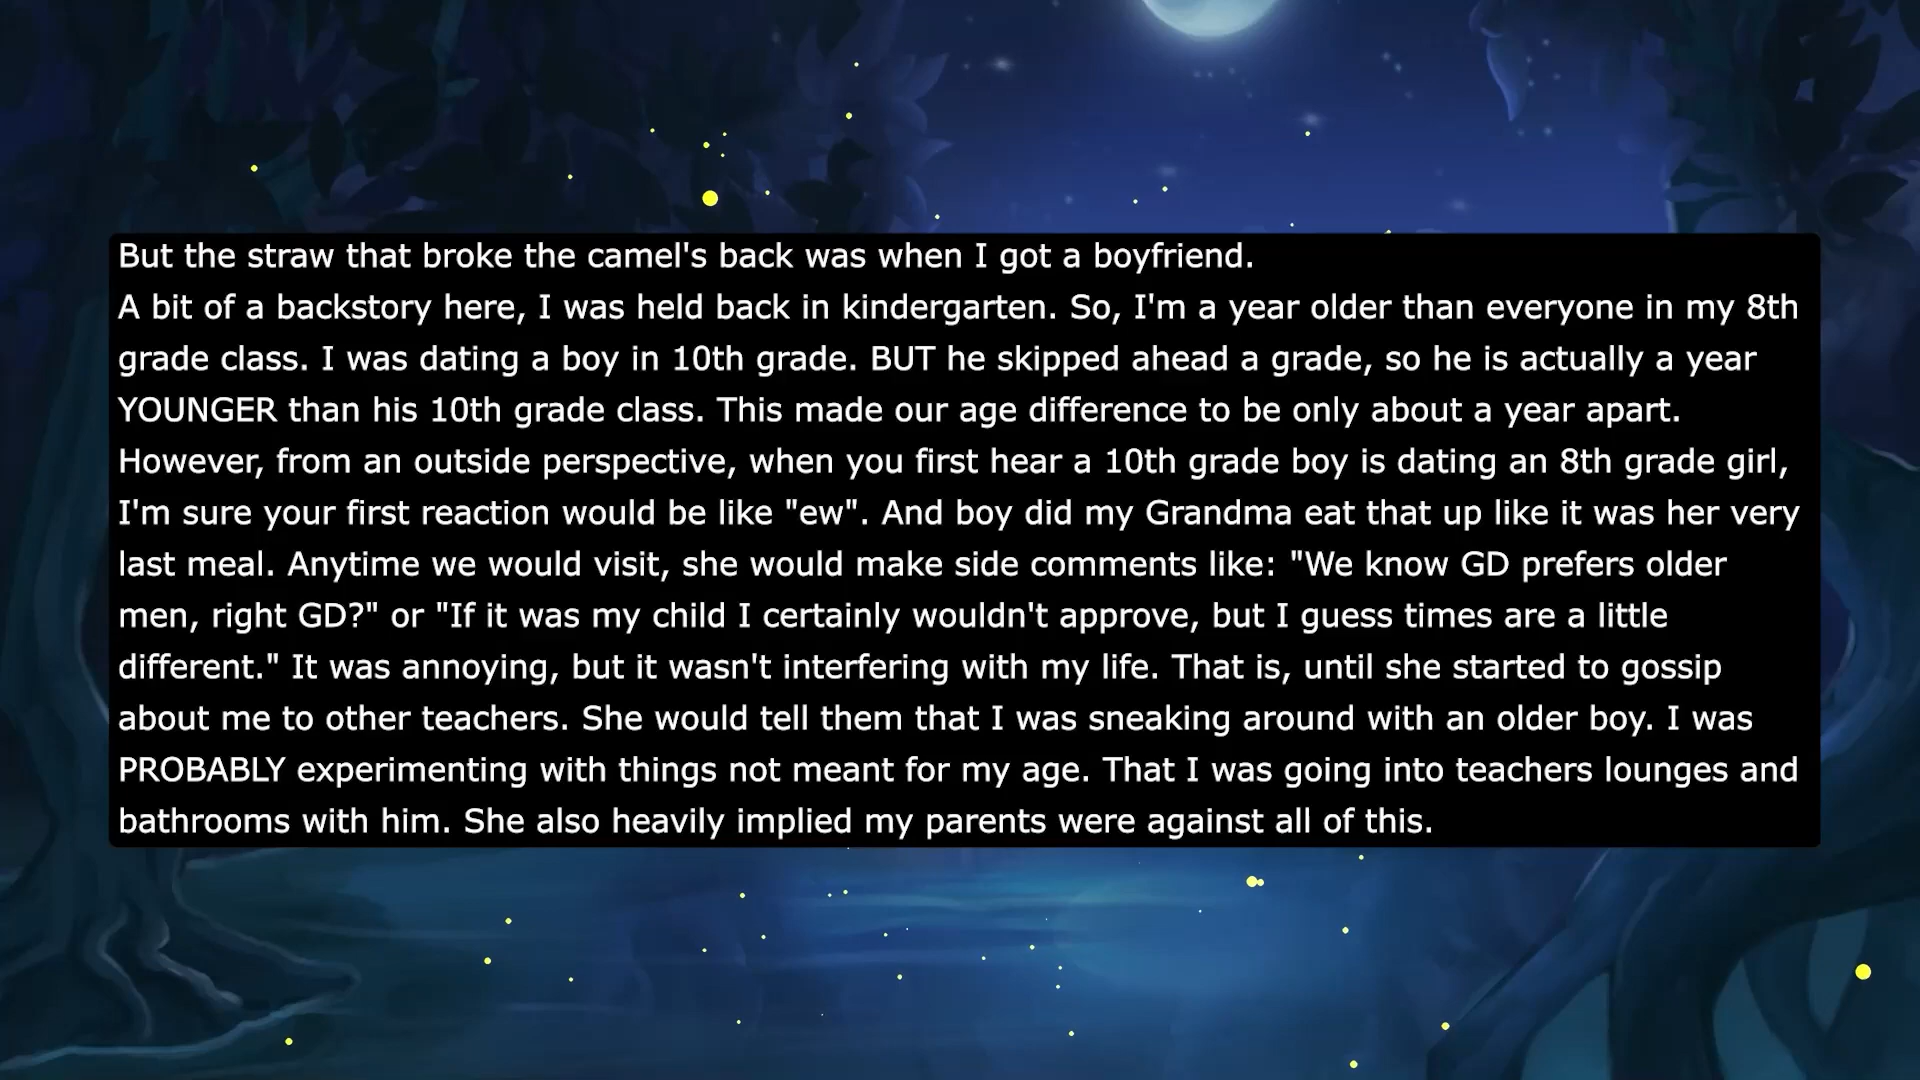 But the straw that broke the camel's back was when I got a boyfriend.
A bit of a backstory here, I was held back in kindergarten. So, I'm a year older than everyone in my 8th
grade class. I was dating a boy in 10th grade. BUT he skipped ahead a grade, so he is actually a year
YOUNGER than his 10th grade class. This made our age difference to be only about a year apart.
However, from an outside perspective, when you first hear a 10th grade boy is dating an 8th grade girl,
I'm sure your first reaction would be like "ew". And boy did my Grandma eat that up like it was her very
last meal. Anytime we would visit, she would make side comments like: "We know GD prefers older
men, right GD?" or "If it was my child I certainly wouldn't approve, but I guess times are a little
different." It was annoying, but it wasn't interfering with my life. That is, until she started to gossip
about me to other teachers. She would tell them that I was sneaking around with an older boy. I was
PROBABLY experimenting with things not meant for my age. That I was going into teachers lounges and
bathrooms with him. She also heavily implied my parents were against all of this.